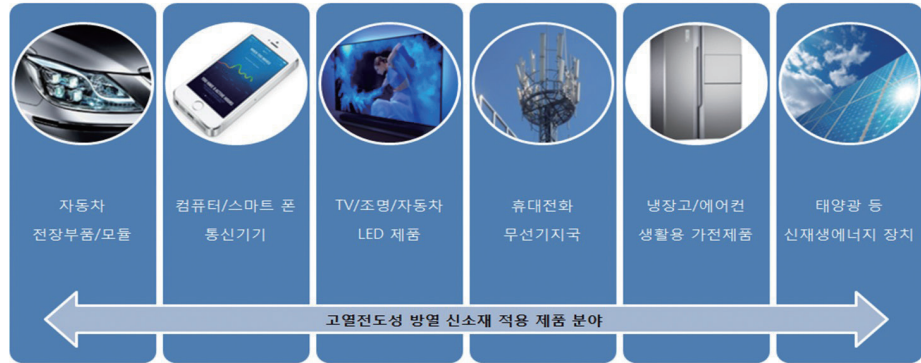 자동차
전장부품/모듈
컴퓨터/스마트 폰
통신기기
TV/조명/자동차
LED 제품
휴대전화
무선기지국
냉장고/에어컨
생활용 가전제품
태양광 등
신재생에너지 장치
고열전도성 방열 신소재 적용 제품 분야